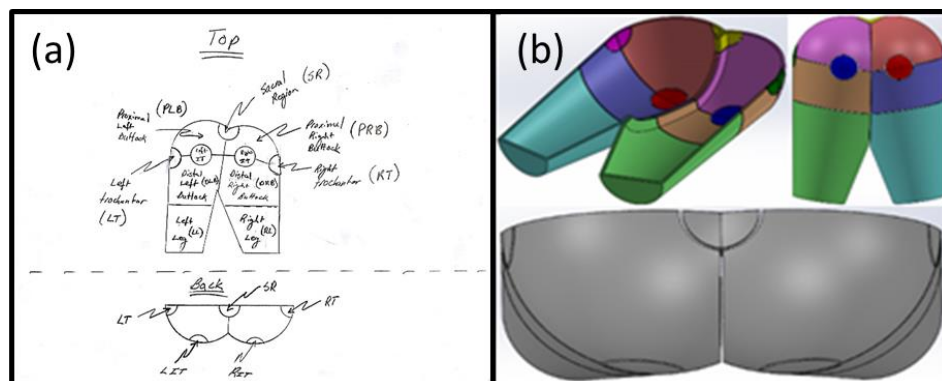 (a)
(b)
Top
Sacral (SR)
Region
Proximal (PLB)
Left
Buttock
Proximal (PRB)
Right
Buttock
Left
IT
Right
IT
Right
trochanter
(RT)
Left
trochanter
(LT)
Distal
Left (DLB)
Buttock
Distal
Right (DRB)
Buttock
Left
Leg (LL)
Right
Leg (RL)
Back
SR
LT
RT
LIT
RIT